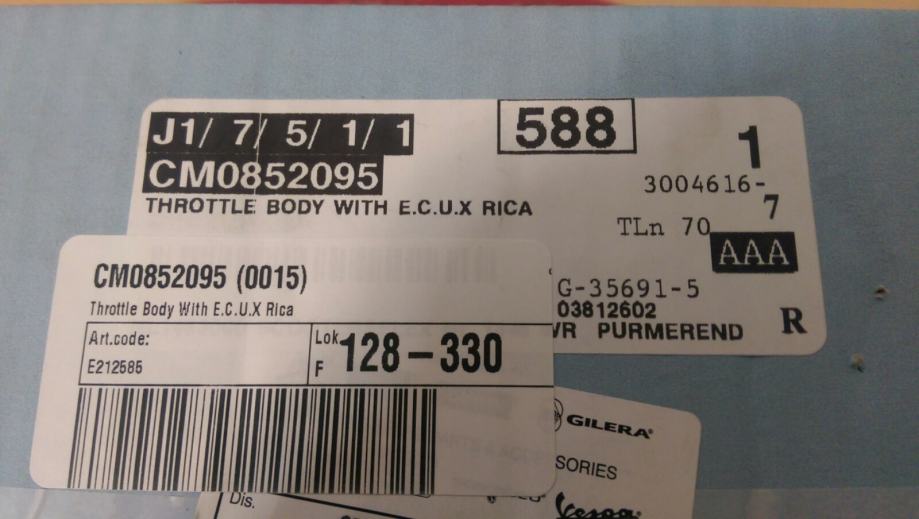 J1/ 7/ 5/ 1/ 1
588
1
CM0852095
3004616-
7
THROTTLE BODY WITH E.C.U.X RICA
TLn 70
AAA
G-35691-5
03812602
VR PURMEREND
R
CM0852095 (0015)
Throttle Body With E.C.U.X Rica
Art.code:
E212585
Lok.
F 128-330
GILERA
SORIES
Vespa
Dis.